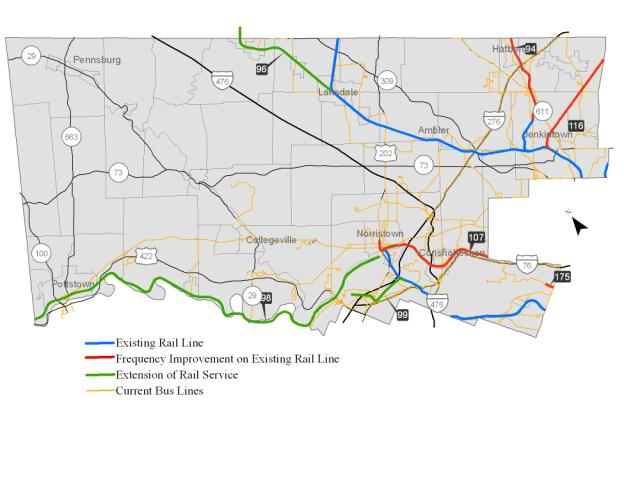 29
Pennsburg
Hatboro
94
96
476
309
Lansdale
611
276
Ambler
Jenkintown
116
663
202
73
73
Norristown
107
Collegeville
Conshohocken
100
422
76
Pottstown
175
29
98
476
99
Existing Rail Line
Frequency Improvement on Existing Rail Line
Extension of Rail Service
Current Bus Lines